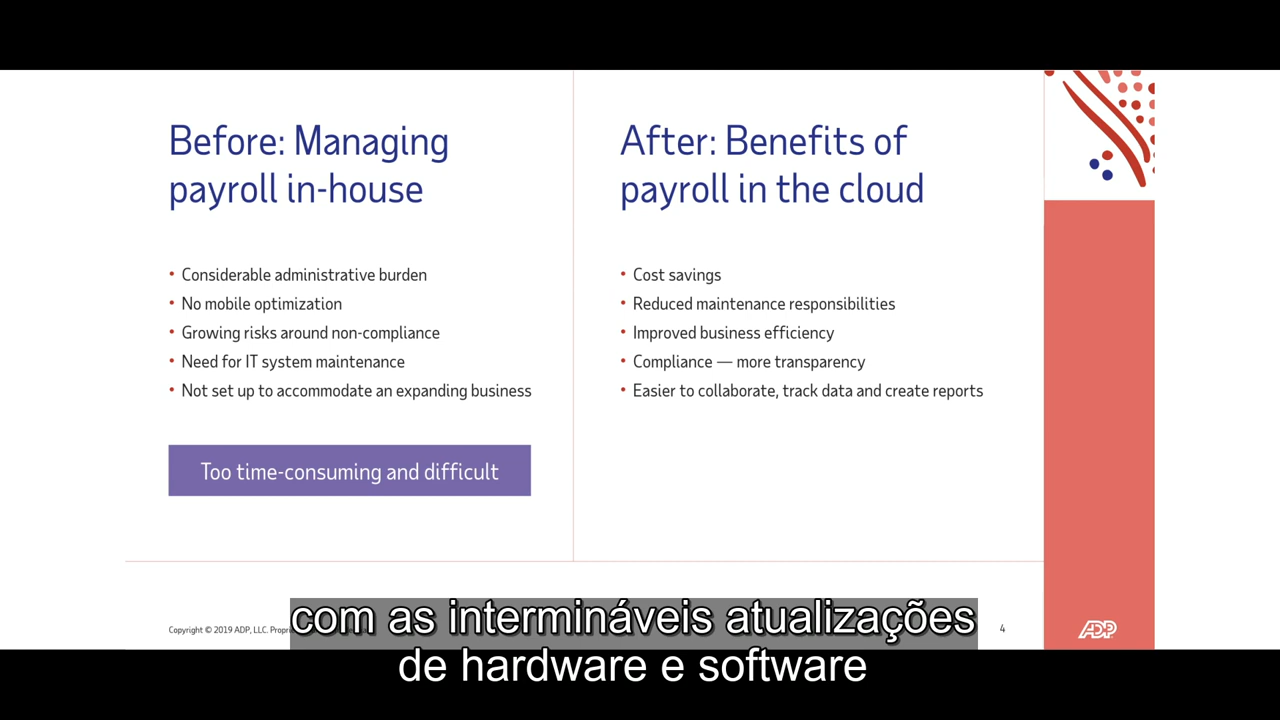 Before: Managing
payroll in-house
• Considerable administrative burden
• No mobile optimization
• Growing risks around non-compliance
• Need for IT system maintenance
• Not set up to accommodate an expanding business
Too time-consuming and difficult
After: Benefits of
payroll in the cloud
• Cost savings
• Reduced maintenance responsibilities
• Improved business efficiency
• Compliance — more transparency
• Easier to collaborate, track data and create reports
Copyright © 2019 ADP, LLC.
4
ADP
com as intermináveis atualizações
de hardware e software